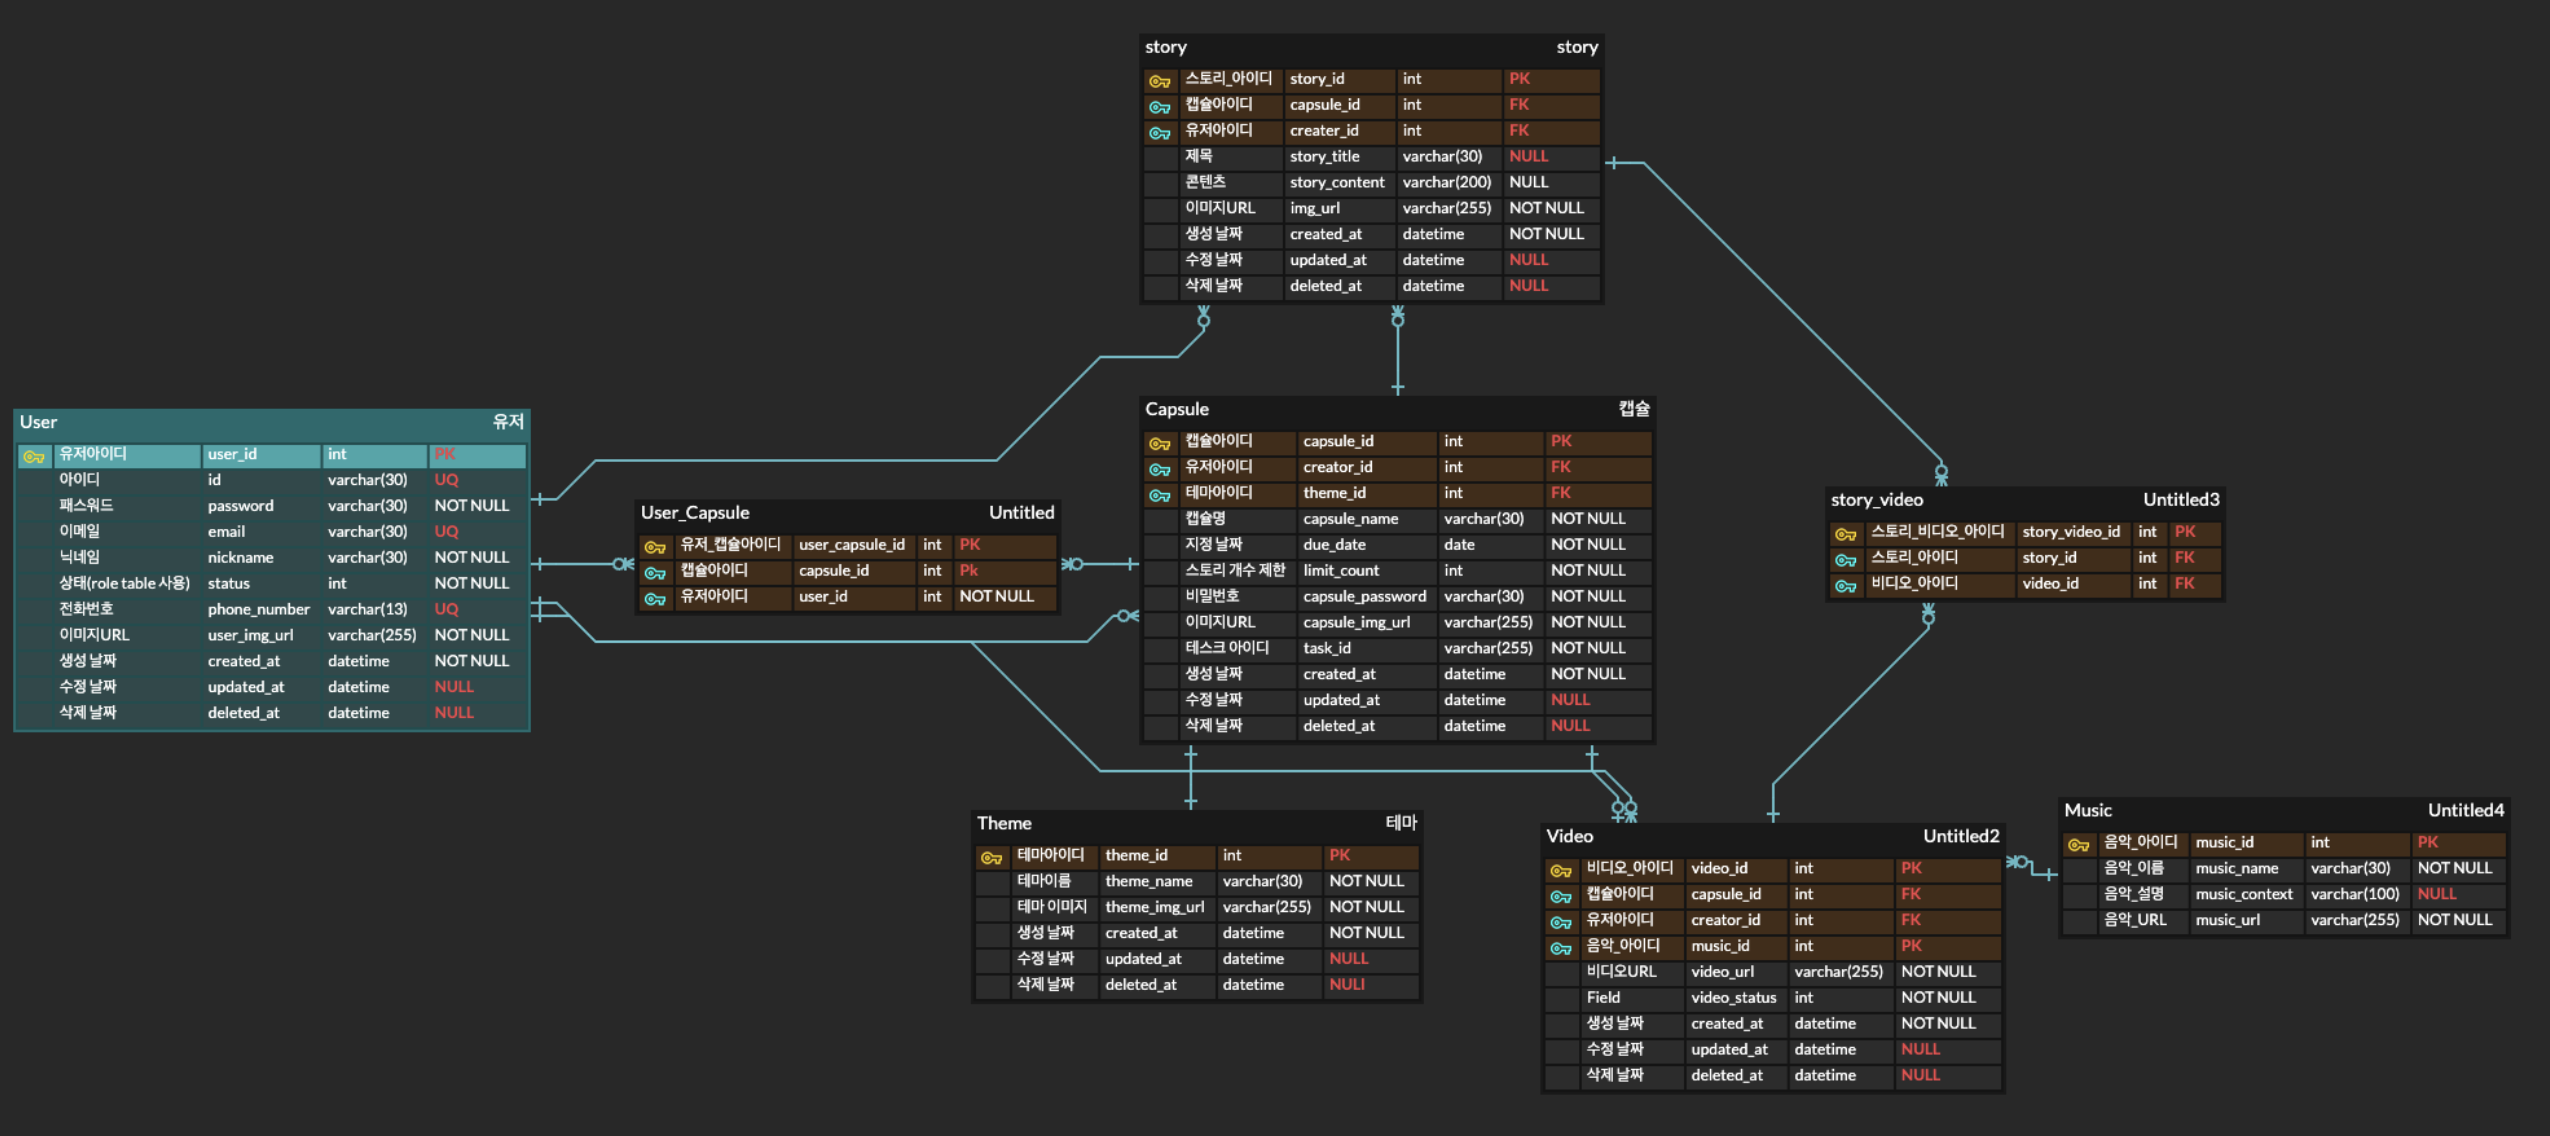 story story
스토리_아이디 story_id int PK
캡슐아이디 capsule_id int FK
유저아이디 creater_id int FK
제목 story_title varchar(30) NULL
콘텐츠 story_content varchar(200) NULL
이미지URL img_url varchar(255) NOT NULL
생성 날짜 created_at datetime NOT NULL
수정 날짜 updated_at datetime NULL
삭제 날짜 deleted_at datetime NULL
User 유저
유저아이디 user_id int PK
아이디 id varchar(30) UQ
패스워드 password varchar(30) NOT NULL
이메일 email varchar(30) UQ
닉네임 nickname varchar(30) NOT NULL
상태(role table 사용) status int NOT NULL
전화번호 phone_number varchar(13) UQ
이미지URL user_img_url varchar(255) NOT NULL
생성 날짜 created_at datetime NOT NULL
수정 날짜 updated_at datetime NULL
삭제 날짜 deleted_at datetime NULL
User_Capsule Untitled
유저_캡슐아이디 user_capsule_id int PK
캡슐아이디 capsule_id int Pk
유저아이디 user_id int NOT NULL
Capsule 캡슐
캡슐아이디 capsule_id int PK
유저아이디 creator_id int FK
테마아이디 theme_id int FK
캡슐명 capsule_name varchar(30) NOT NULL
지정 날짜 due_date date NOT NULL
스토리 개수 제한 limit_count int NOT NULL
비밀번호 capsule_password varchar(30) NOT NULL
이미지URL capsule_img_url varchar(255) NOT NULL
테스크 아이디 task_id varchar(255) NOT NULL
생성 날짜 created_at datetime NOT NULL
수정 날짜 updated_at datetime NULL
삭제 날짜 deleted_at datetime NULL
story_video Untitled3
스토리_비디오_아이디 story_video_id int PK
스토리_아이디 story_id int FK
비디오_아이디 video_id int FK
Theme 테마
테마아이디 theme_id int PK
테마이름 theme_name varchar(30) NOT NULL
테마 이미지 theme_img_url varchar(255) NOT NULL
생성 날짜 created_at datetime NOT NULL
수정 날짜 updated_at datetime NULL
삭제 날짜 deleted_at datetime NULl
Video Untitled2
비디오_아이디 video_id int PK
캡슐아이디 capsule_id int FK
유저아이디 creator_id int FK
음악_아이디 music_id int PK
비디오URL video_url varchar(255) NOT NULL
Field video_status int NOT NULL
생성 날짜 created_at datetime NOT NULL
수정 날짜 updated_at datetime NULL
삭제 날짜 deleted_at datetime NULL
Music Untitled4
음악_아이디 music_id int PK
음악_이름 music_name varchar(30) NOT NULL
음악_설명 music_context varchar(100) NULL
음악_URL music_url varchar(255) NOT NULL